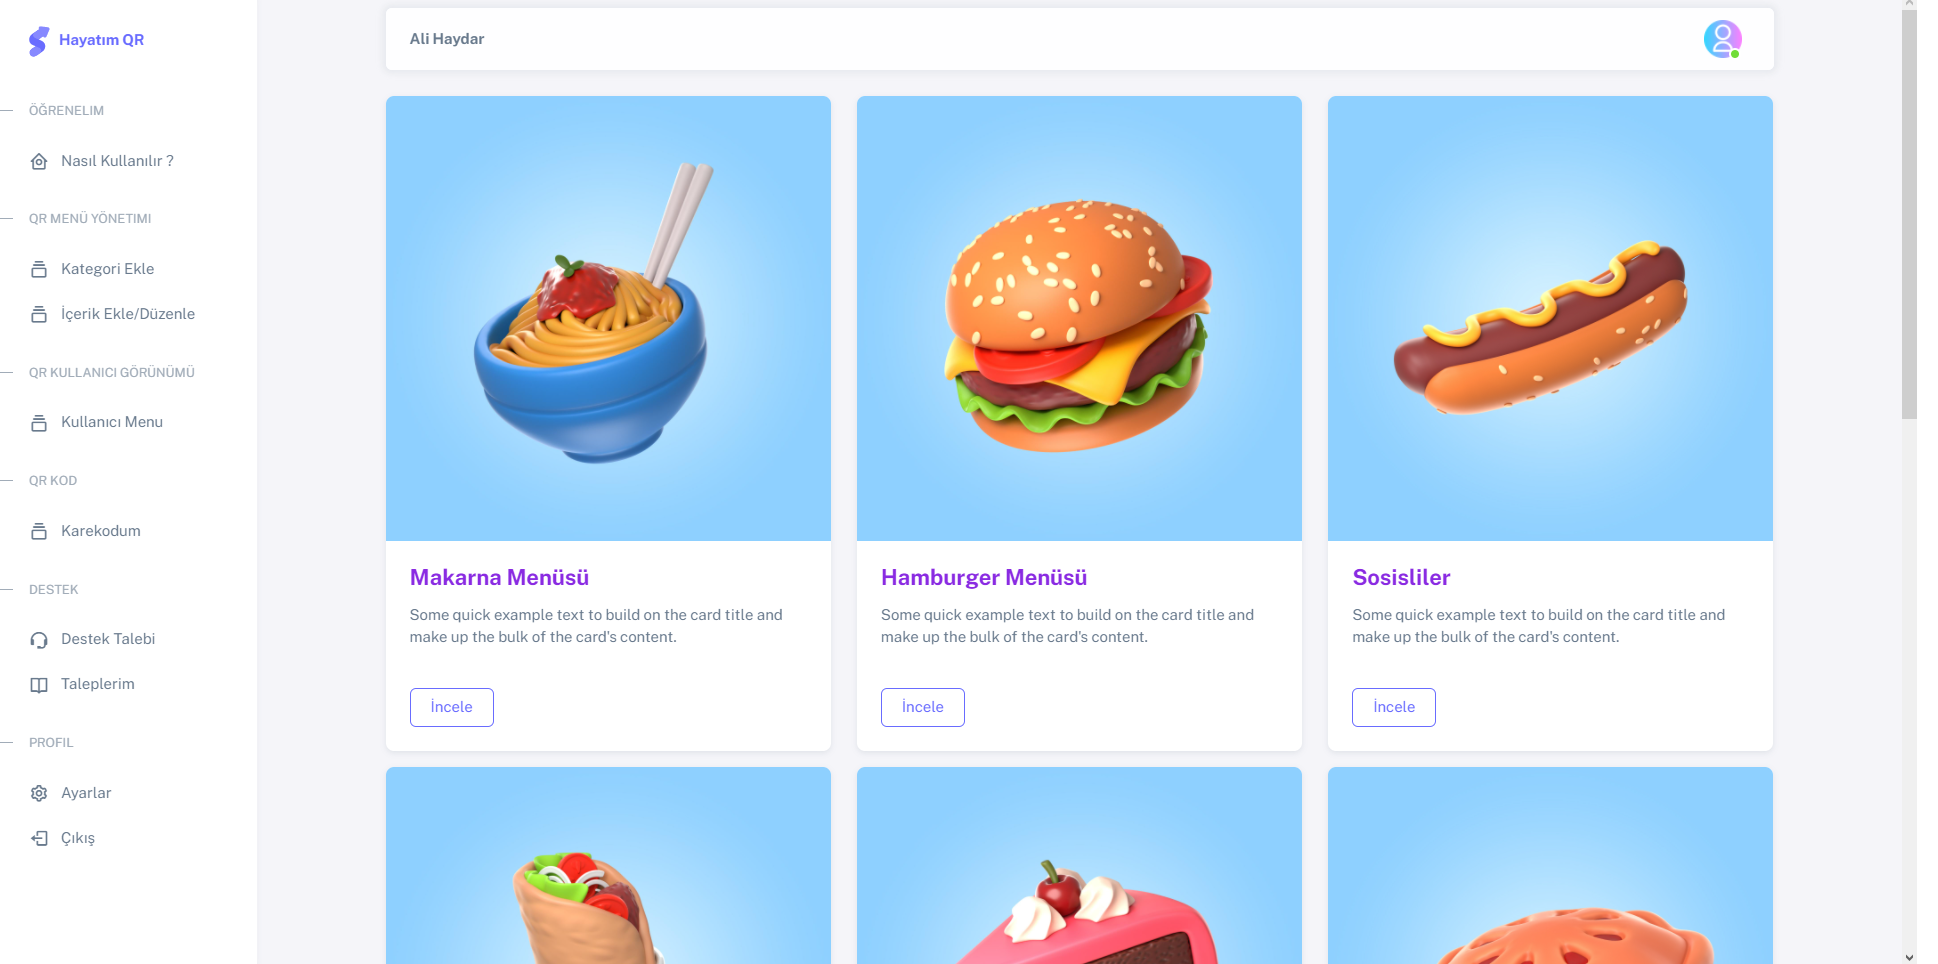 Hayatım QR
ÖĞRENELIM
Nasıl Kullanılır ?
QR MENÜ YÖNETIMI
Kategori Ekle
İçerik Ekle/Düzenle
QR KULLANICI GÖRÜNÜMÜ
Kullanıcı Menu
QR KOD
Karekodum
DESTEK
Destek Talebi
Taleplerim
PROFIL
Ayarlar
Çıkış
Ali Haydar
Makarna Menüsü
Some quick example text to build on the card title and
make up the bulk of the card's content.
İncele
Hamburger Menüsü
Some quick example text to build on the card title and
make up the bulk of the card's content.
İncele
Sosisliler
Some quick example text to build on the card title and
make up the bulk of the card's content.
İncele